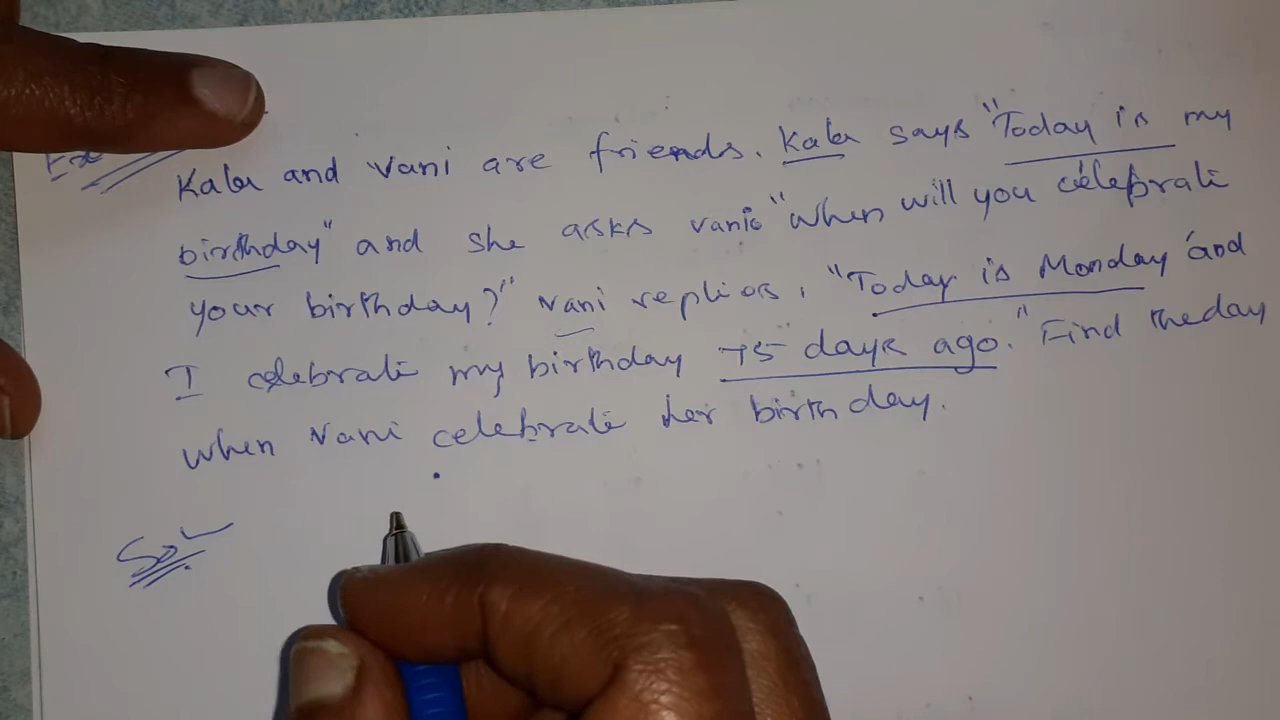 Kala and Vani are friends. Kala says "Today is my
birthday" and she asks vani "When will you celebrate
your birthday?" Vani replies, "Today is Monday and
I celebrate my birthday 75 days ago." Find the day
when Vani celebrate her birthday.
Sol